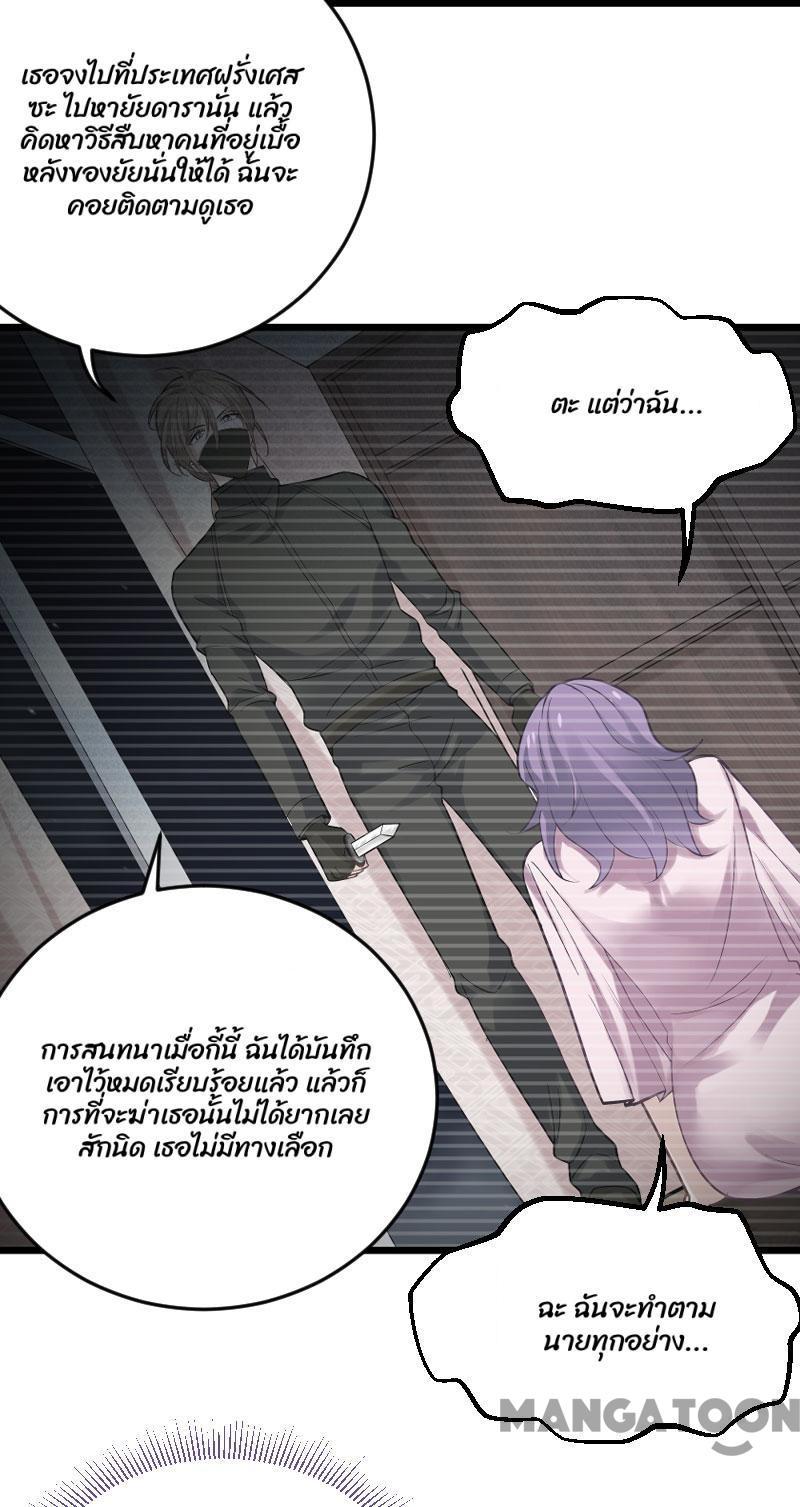 เธอจงไปที่ประเทศฝรั่งเศส
ซะ ไปหายัยดารานั่น แล้ว
คิดหาวิธีสืบหาคนที่อยู่เบื้อ
หลังของยัยนั่นให้ได้ ฉันจะ
คอยติดตามดูเธอ
ตะ แต่ว่าฉัน...
การสนทนาเมื่อกี้นี้ ฉันได้บันทึก
เอาไว้หมดเรียบร้อยแล้ว แล้วก็
การที่จะฆ่าเธอนั้นไม่ได้ยากเลย
สักนิด เธอไม่มีทางเลือก
ฉะ ฉันจะทำตาม
นายทุกอย่าง...
MANGATOON